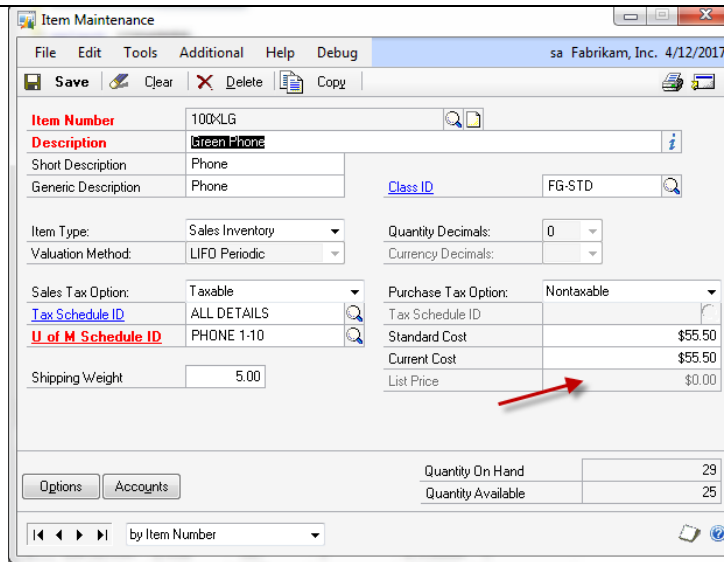 Item Maintenance
File Edit Tools Additional Help Debug sa Fabrikam, Inc. 4/12/2017
Save Clear Delete Copy
Item Number 100XLG
Description Green Phone
Short Description Phone
Generic Description Phone Class ID FG-STD
Item Type: Sales Inventory Quantity Decimals: 0
Valuation Method: LIFO Periodic Currency Decimals:
Sales Tax Option: Taxable Purchase Tax Option: Nontaxable
Tax Schedule ID ALL DETAILS Tax Schedule ID
U of M Schedule ID PHONE 1-10 Standard Cost $55.50
Current Cost $55.50
Shipping Weight 5.00 List Price $0.00
Quantity On Hand 29
Options Accounts Quantity Available 25
by Item Number